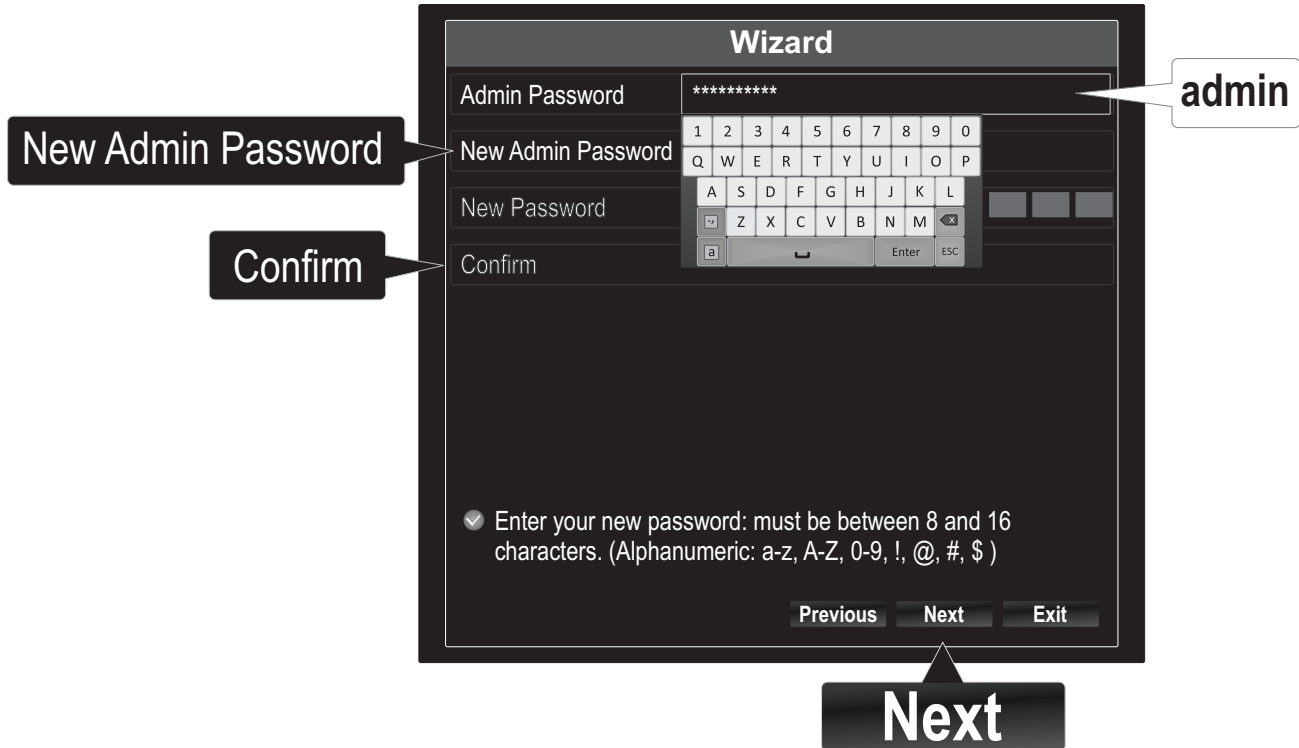 Wizard
Admin Password
**********
admin
New Admin Password
New Admin Password
New Password
Confirm
Confirm
1 2 3 4 5 6 7 8 9 0
Q W E R T Y U I O P
A S D F G H J K L
Z X C V B N M
a Enter ESC
Enter your new password: must be between 8 and 16
characters. (Alphanumeric: a-z, A-Z, 0-9, !, @, #, $ )
Previous Next Exit
Next